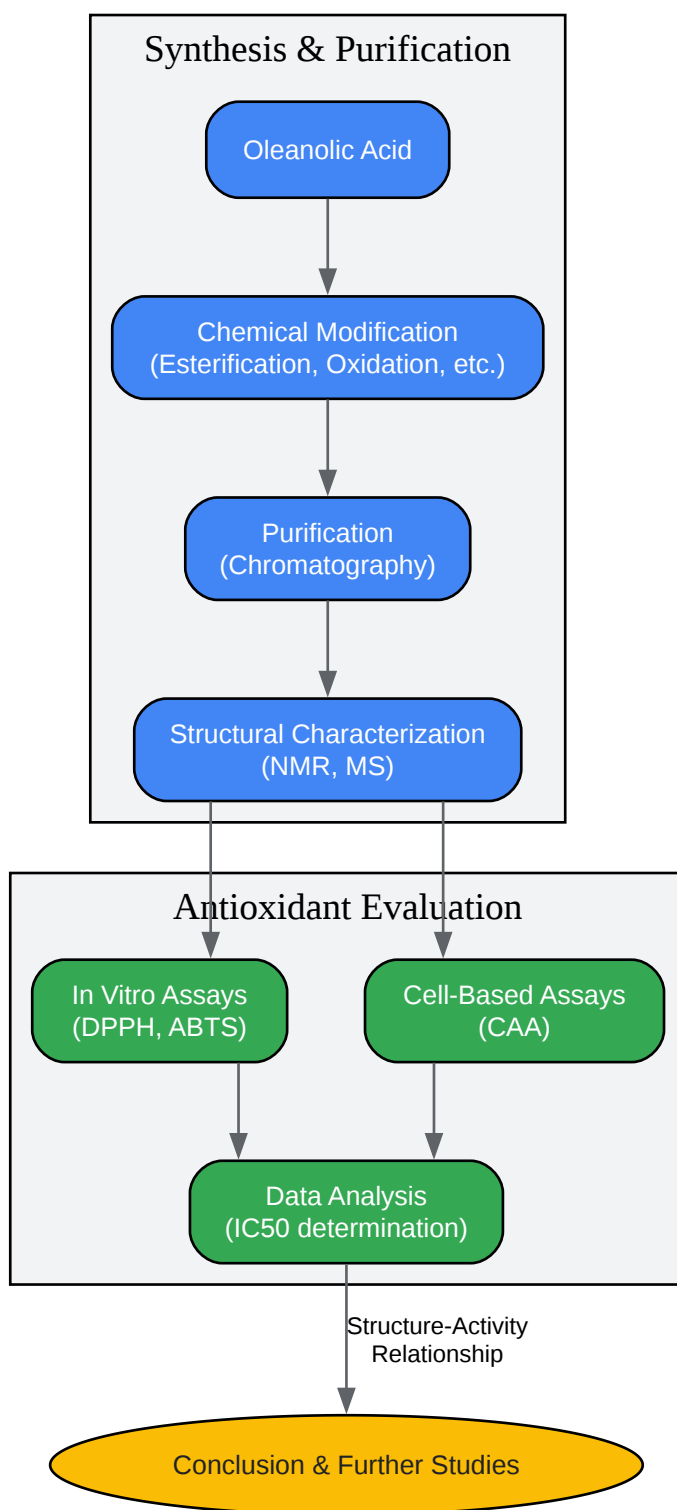 Synthesis & Purification
Oleanolic Acid
Chemical Modification
(Esterification, Oxidation, etc.)
Purification
(Chromatography)
Structural Characterization
(NMR, MS)
Antioxidant Evaluation
In Vitro Assays
(DPPH, ABTS)
Cell-Based Assays
(CAA)
Data Analysis
(IC50 determination)
Structure-Activity
Relationship
Conclusion & Further Studies